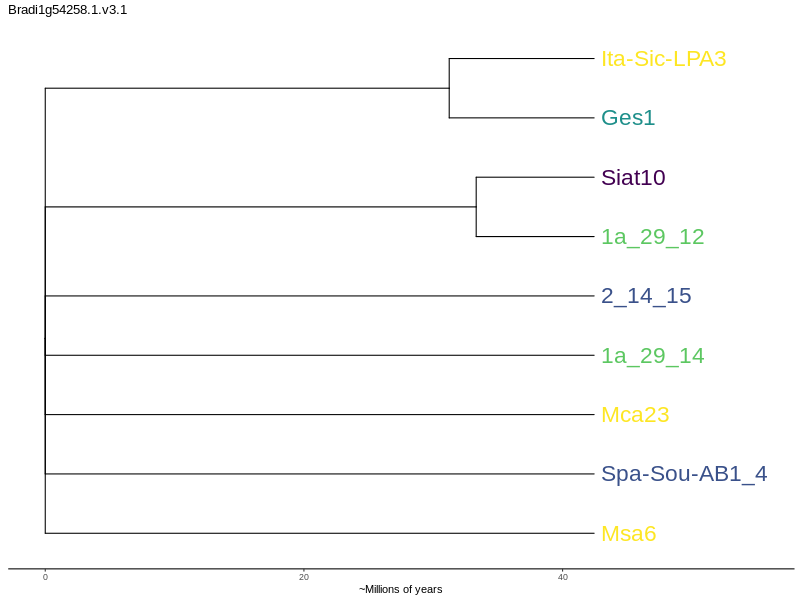 Bradi1g54258.1.v3.1
Ita-Sic-LPA3
Ges1
Siat10
1a_29_12
2_14_15
1a_29_14
Mca23
Spa-Sou-AB1_4
Msa6
0 20 40
~Millions of years